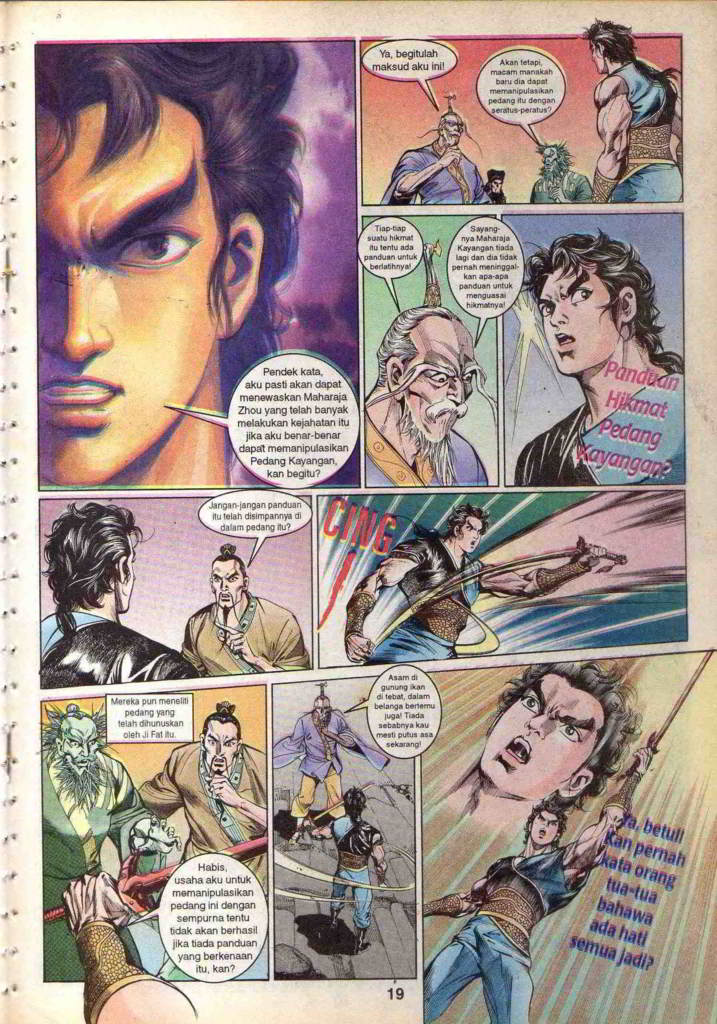 Pendek kata,
aku pasti akan dapat
menewaskan Maharaja
Zhou yang telah banyak
melakukan kejahatan itu
jika aku benar-benar
dapat memanipulasikan
Pedang Kayangan,
kan begitu?
Ya, begitulah
maksud aku ini!
Akan tetapi,
macam manakah
baru dia dapat
memanipulasikan
pedang itu dengan
seratus-peratus?
Tiap-tiap
suatu hikmat
itu tentu ada
panduan untuk
berlatihnya!
Sayang-
nya Maharaja
Kayangan tiada
lagi dan dia tidak
pernah meninggal-
kan apa-apa
panduan untuk
menguasai
hikmatnya!
Panduan
Hikmat
Pedang
Kayangan?
Jangan-jangan panduan
itu telah disimpannya di
dalam pedang itu?
CING
!
Mereka pun meneliti
pedang yang
telah dihunuskan
oleh Ji Fat itu.
Habis,
usaha aku untuk
memanipulasikan
pedang ini dengan
sempurna tentu
tidak akan berhasil
jika tiada panduan
yang berkenaan
itu, kan?
Asam di
gunung ikan
di tebat, dalam
belanga bertemu
juga! Tiada
sebabnya kau
mesti putus asa
sekarang!
Ya, betul!
Kan pernah
kata orang
tua-tua
bahawa
ada hati
semua jadi?
19